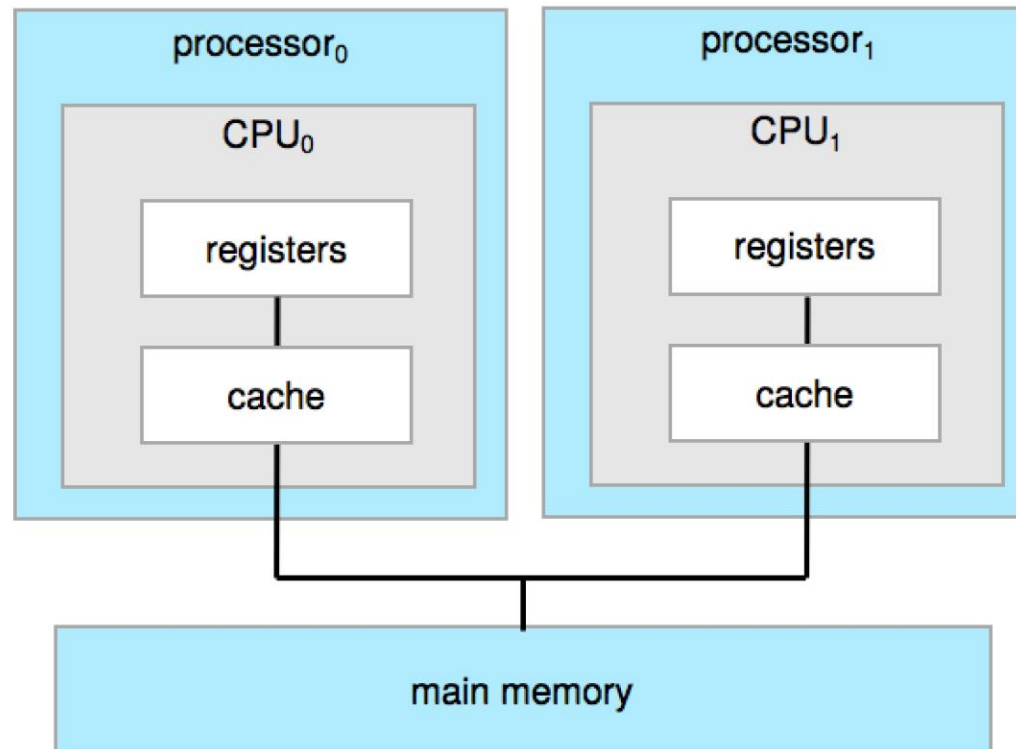 processor₀
processor₁
CPU₀
CPU₁
registers
registers
cache
cache
main memory